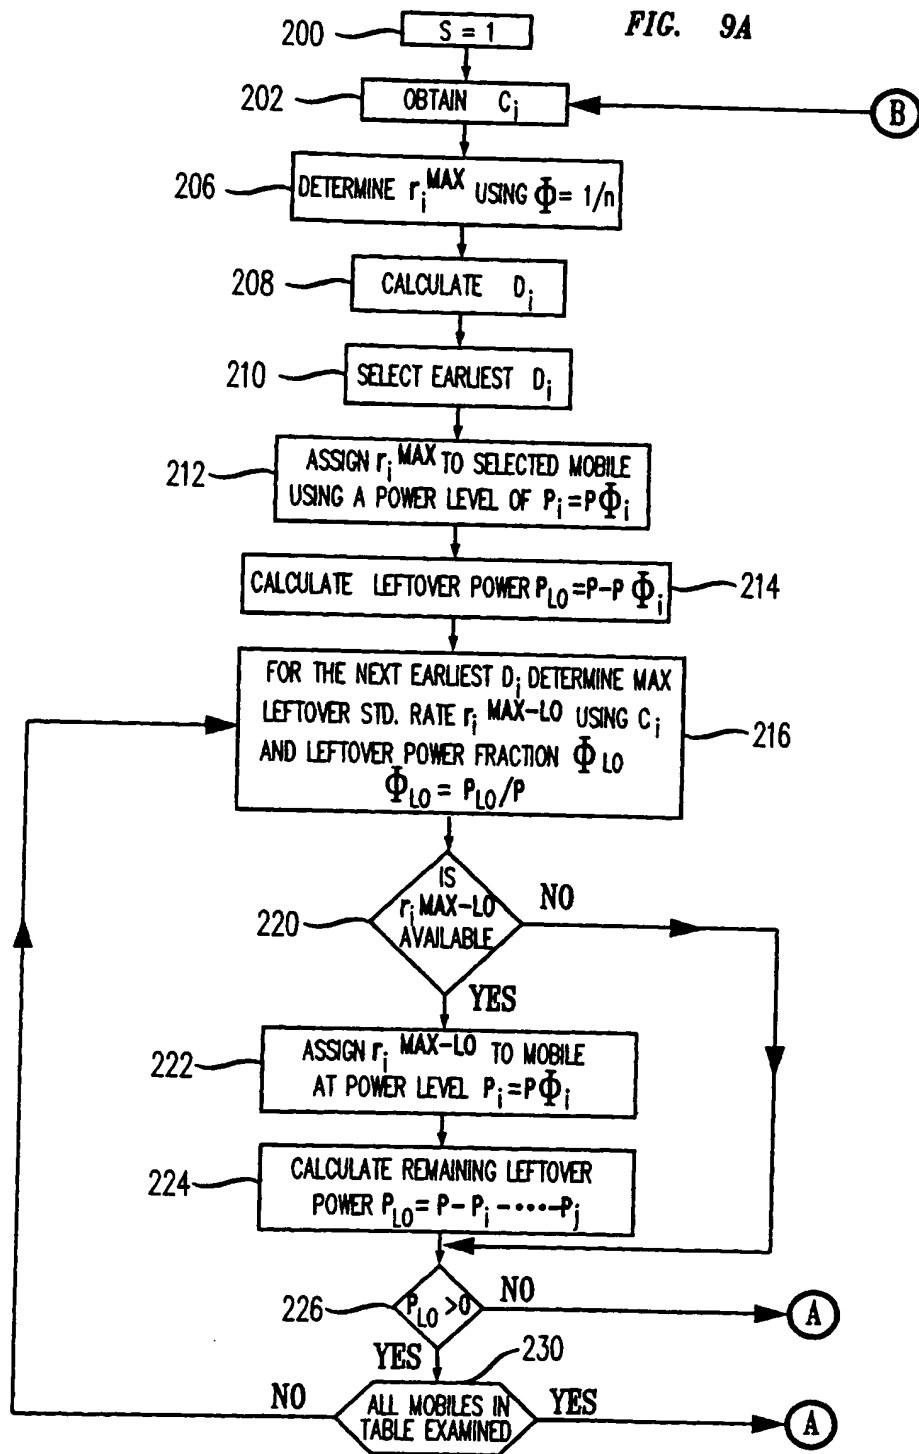 FIG. 9A
200
S = 1
202
OBTAIN C_i
B
206
DETERMINE r_i^MAX USING Φ = 1/n
208
CALCULATE D_i
210
SELECT EARLIEST D_i
212
ASSIGN r_i^MAX TO SELECTED MOBILE
USING A POWER LEVEL OF P_i = PΦ_i
CALCULATE LEFTOVER POWER P_LO = P-P Φ_i
214
FOR THE NEXT EARLIEST D_i DETERMINE MAX
LEFTOVER STD. RATE r_i^MAX-LO USING C_i
AND LEFTOVER POWER FRACTION Φ_LO
Φ_LO = P_LO/P
216
220
IS
r_i^MAX-LO
AVAILABLE
NO
YES
222
ASSIGN r_i^MAX-LO TO MOBILE
AT POWER LEVEL P_i = PΦ_i
224
CALCULATE REMAINING LEFTOVER
POWER P_LO = P- P_i -·····-P_j
226
P_LO >0
NO
A
YES
230
NO
ALL MOBILES IN
TABLE EXAMINED
YES
A